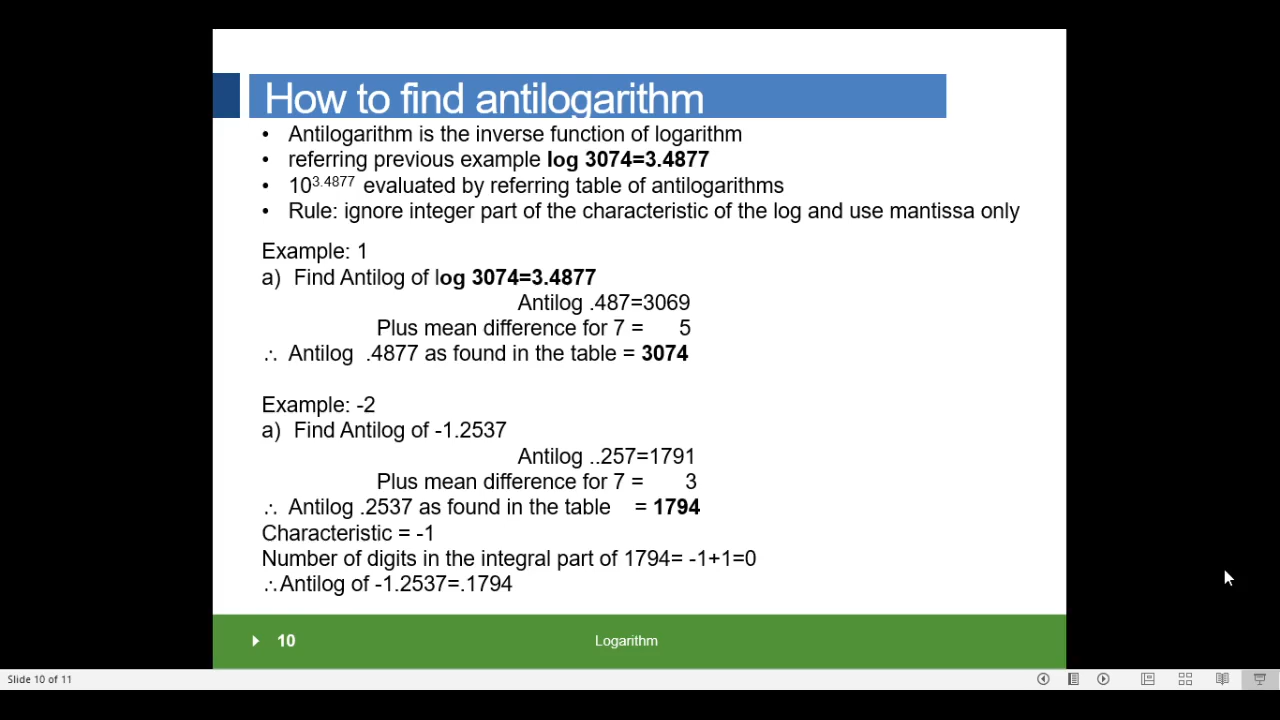 How to find antilogarithm
• Antilogarithm is the inverse function of logarithm
• referring previous example log 3074=3.4877
• 10^3.4877 evaluated by referring table of antilogarithms
• Rule: ignore integer part of the characteristic of the log and use mantissa only
Example: 1
a) Find Antilog of log 3074=3.4877
Antilog .487=3069
Plus mean difference for 7 = 5
∴ Antilog .4877 as found in the table = 3074
Example: -2
a) Find Antilog of -1.2537
Antilog ..257=1791
Plus mean difference for 7 = 3
∴ Antilog .2537 as found in the table = 1794
Characteristic = -1
Number of digits in the integral part of 1794= -1+1=0
∴Antilog of -1.2537=.1794
10 Logarithm
Slide 10 of 11